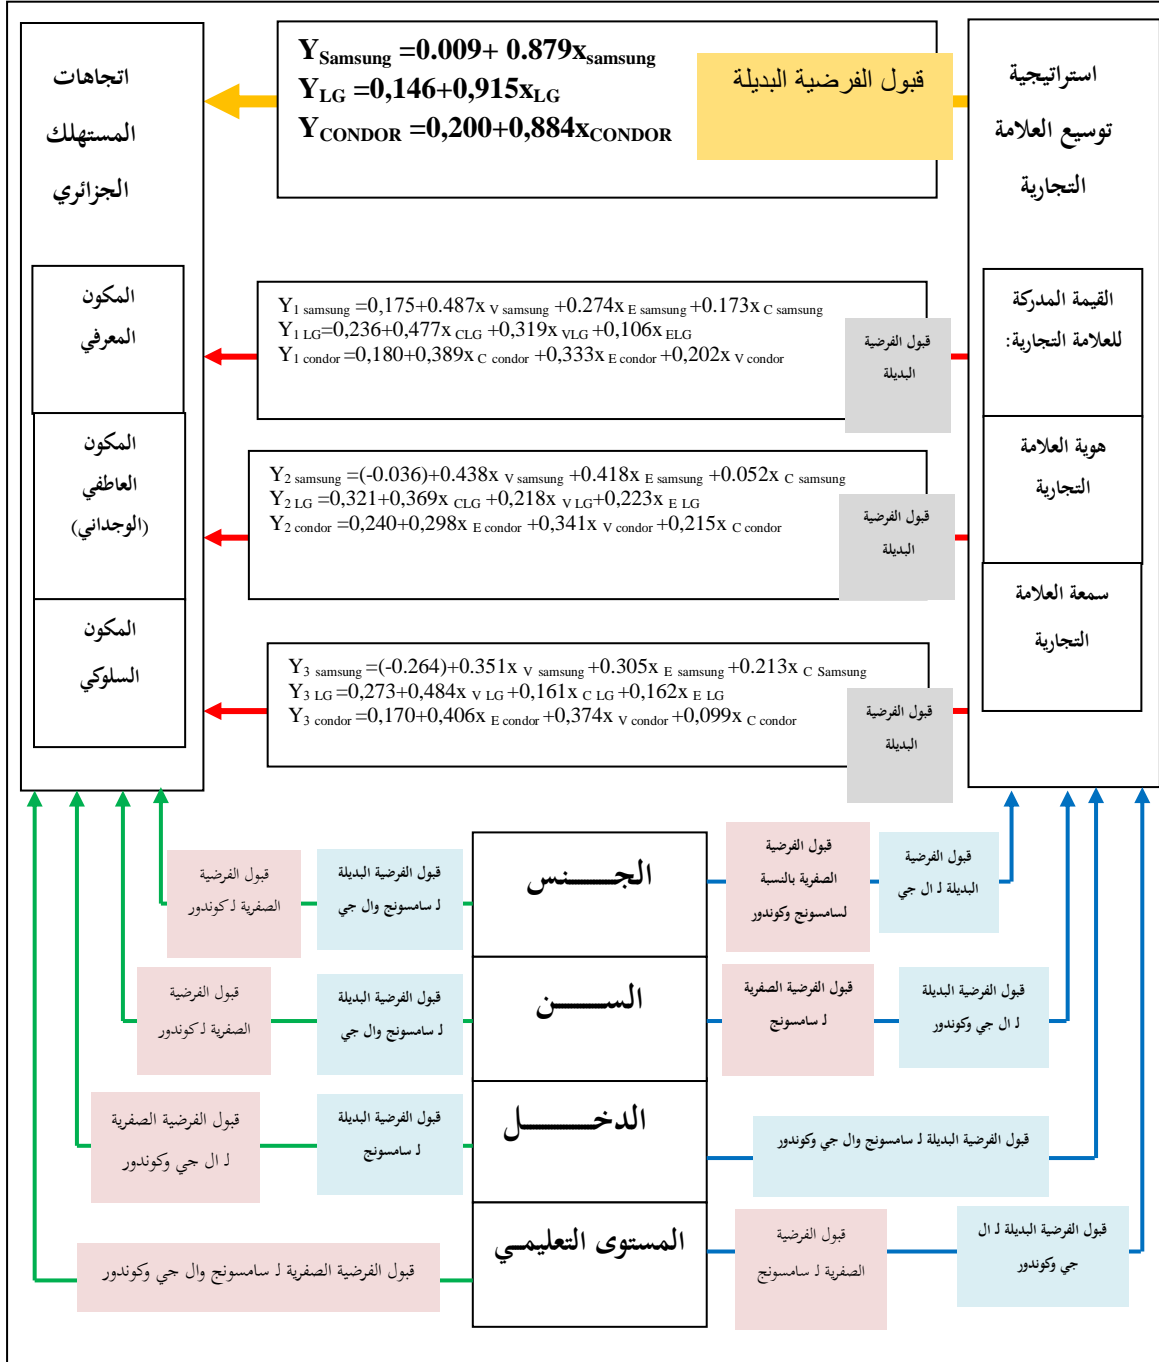 استراتيجية
توسيع العلامة
التجارية
القيمة المدركة
للعلامة التجارية:
هوية العلامة
التجارية
سمعة العلامة
التجارية
Y Samsung =0.009+ 0.879x samsung
Y LG =0,146+0,915x LG
Y CONDOR =0,200+0,884x CONDOR
قبول الفرضية البديلة
اتجاهات
المستهلك
الجزائري
المكون
المعرفي
المكون
العاطفي
(الوجداني)
المكون
السلوكي
Y1 samsung =0,175+0.487x V samsung +0.274x E samsung +0.173x C samsung
Y1 LG=0,236+0,477x CLG +0,319x VLG +0,106x ELG
Y1 condor =0,180+0,389x C condor +0,333x E condor +0,202x V condor
قبول الفرضية
البديلة
Y2 samsung =(-0.036)+0.438x V samsung +0.418x E samsung +0.052x C samsung
Y2 LG =0,321+0,369x CLG +0,218x V LG+0,223x E LG
Y2 condor =0,240+0,298x E condor +0,341x V condor +0,215x C condor
قبول الفرضية
البديلة
Y3 samsung =(-0.264)+0.351x V samsung +0.305x E samsung +0.213x C Samsung
Y3 LG =0,273+0,484x V LG +0,161x C LG +0,162x E LG
Y3 condor =0,170+0,406x E condor +0,374x V condor +0,099x C condor
قبول الفرضية
البديلة
قبول الفرضية
البديلة لـ ال جي
قبول الفرضية
الصفرية بالنسبة
لسامسونج وكوندور
الجـــــنس
قبول الفرضية البديلة
لـ سامسونج وال جي
قبول الفرضية
الصفرية لـ كوندور
قبول الفرضية البديلة
لـ ال جي وكوندور
قبول الفرضية الصفرية
لـ سامسونج
الســــــن
قبول الفرضية البديلة
لـ سامسونج وال جي
قبول الفرضية
الصفرية لـ كوندور
قبول الفرضية البديلة لـ سامسونج وال جي وكوندور
الدخـــــــل
قبول الفرضية البديلة
لـ سامسونج
قبول الفرضية الصفرية
لـ ال جي وكوندور
قبول الفرضية البديلة لـ ال
جي وكوندور
قبول الفرضية
الصفرية لـ سامسونج
المستوى التعليمـي
قبول الفرضية الصفرية لـ سامسونج وال جي وكوندور